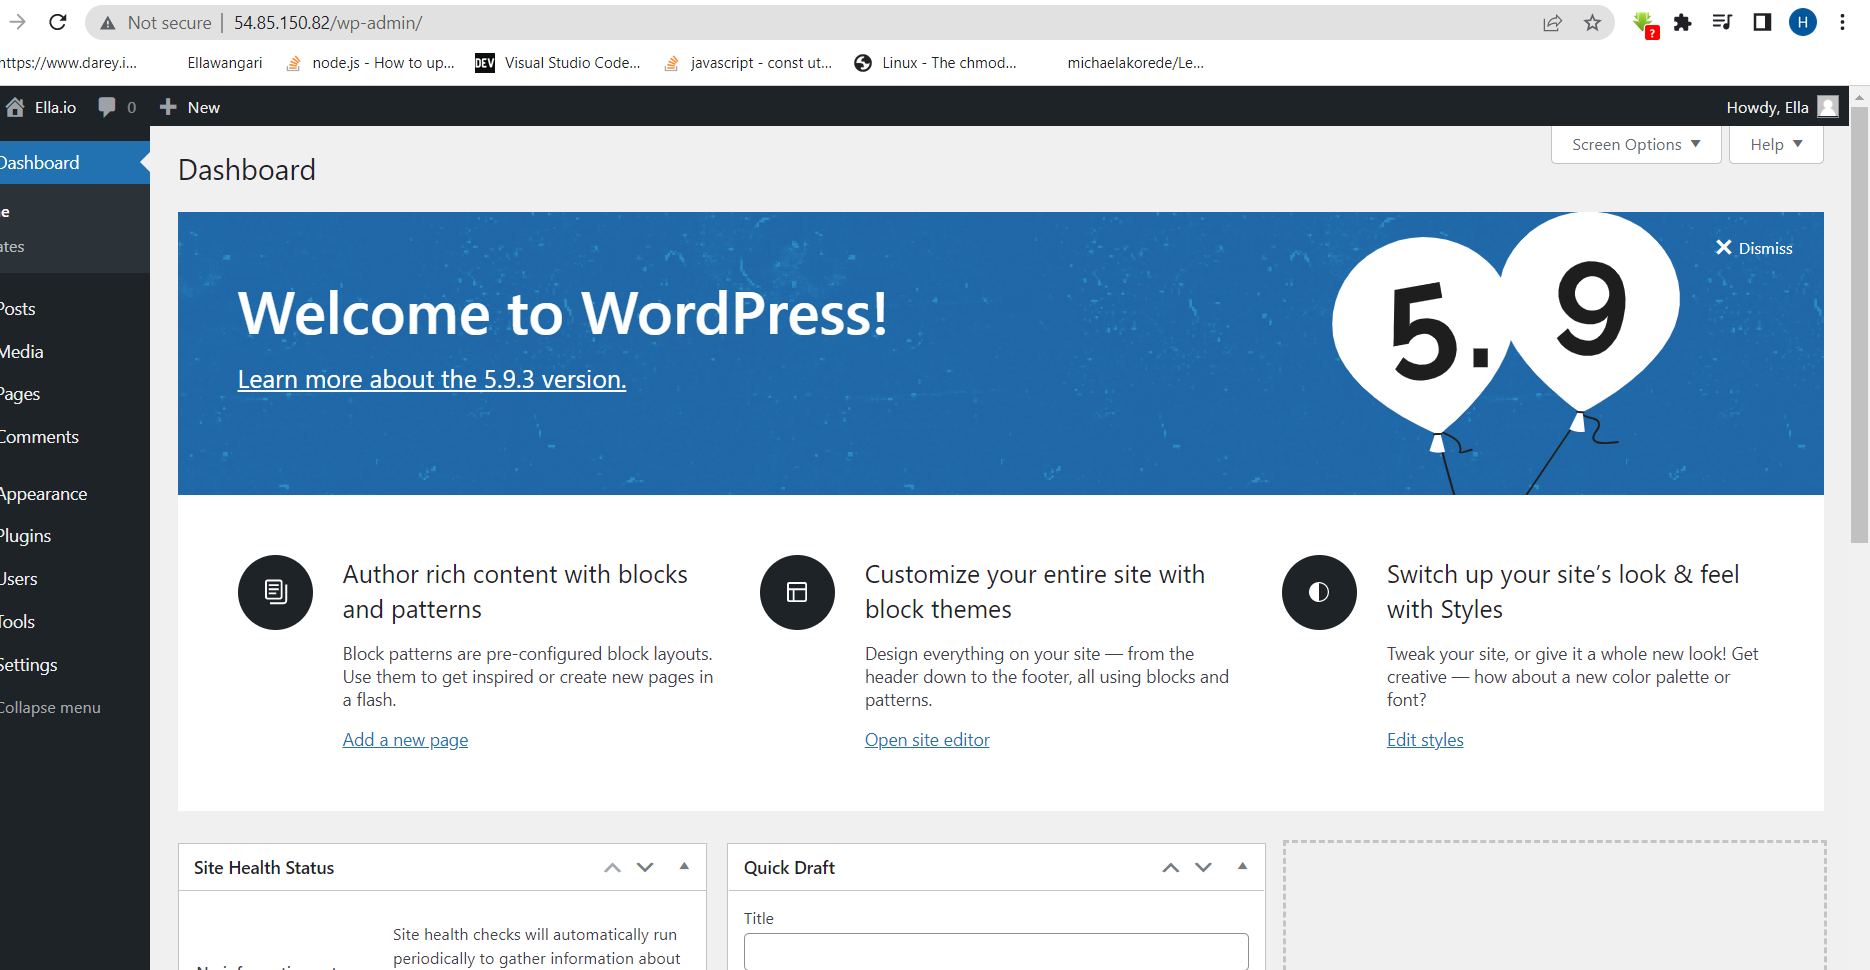 Not secure | 54.85.150.82/wp-admin/
H
https://www.darey.i...
Ellawangari
node.js - How to up...
DEV
Visual Studio Code...
javascript - const ut...
Linux - The chmod...
michaelakorede/Le...
Ella.io
0
New
Howdy, Ella
Screen Options
Help
Dashboard
e
ates
Posts
Media
Pages
Comments
Appearance
Plugins
Users
Tools
Settings
Collapse menu
Dashboard
Dismiss
5.9
Welcome to WordPress!
Learn more about the 5.9.3 version.
Author rich content with blocks
and patterns
Block patterns are pre-configured block layouts.
Use them to get inspired or create new pages in
a flash.
Add a new page
Customize your entire site with
block themes
Design everything on your site — from the
header down to the footer, all using blocks and
patterns.
Open site editor
Switch up your site’s look & feel
with Styles
Tweak your site, or give it a whole new look! Get
creative — how about a new color palette or
font?
Edit styles
Site Health Status
Site health checks will automatically run
periodically to gather information about
Quick Draft
Title